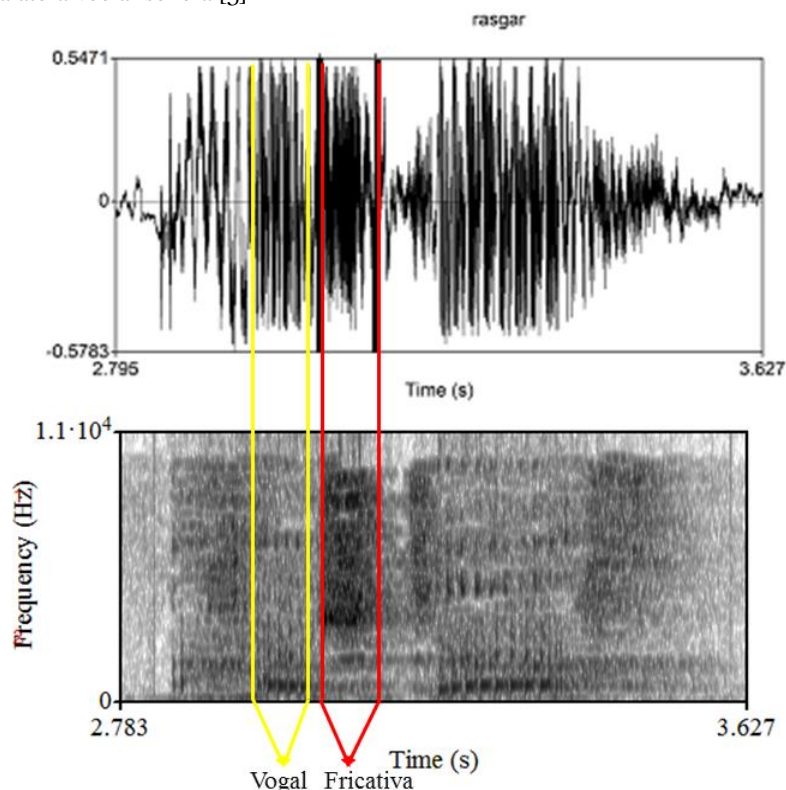 rasgar
0.5471
0
-0.5783
2.795
3.627
Time (s)
1.1·10⁴
Frequency (Hz)
0
2.783
3.627
Time (s)
Vogal Fricativa